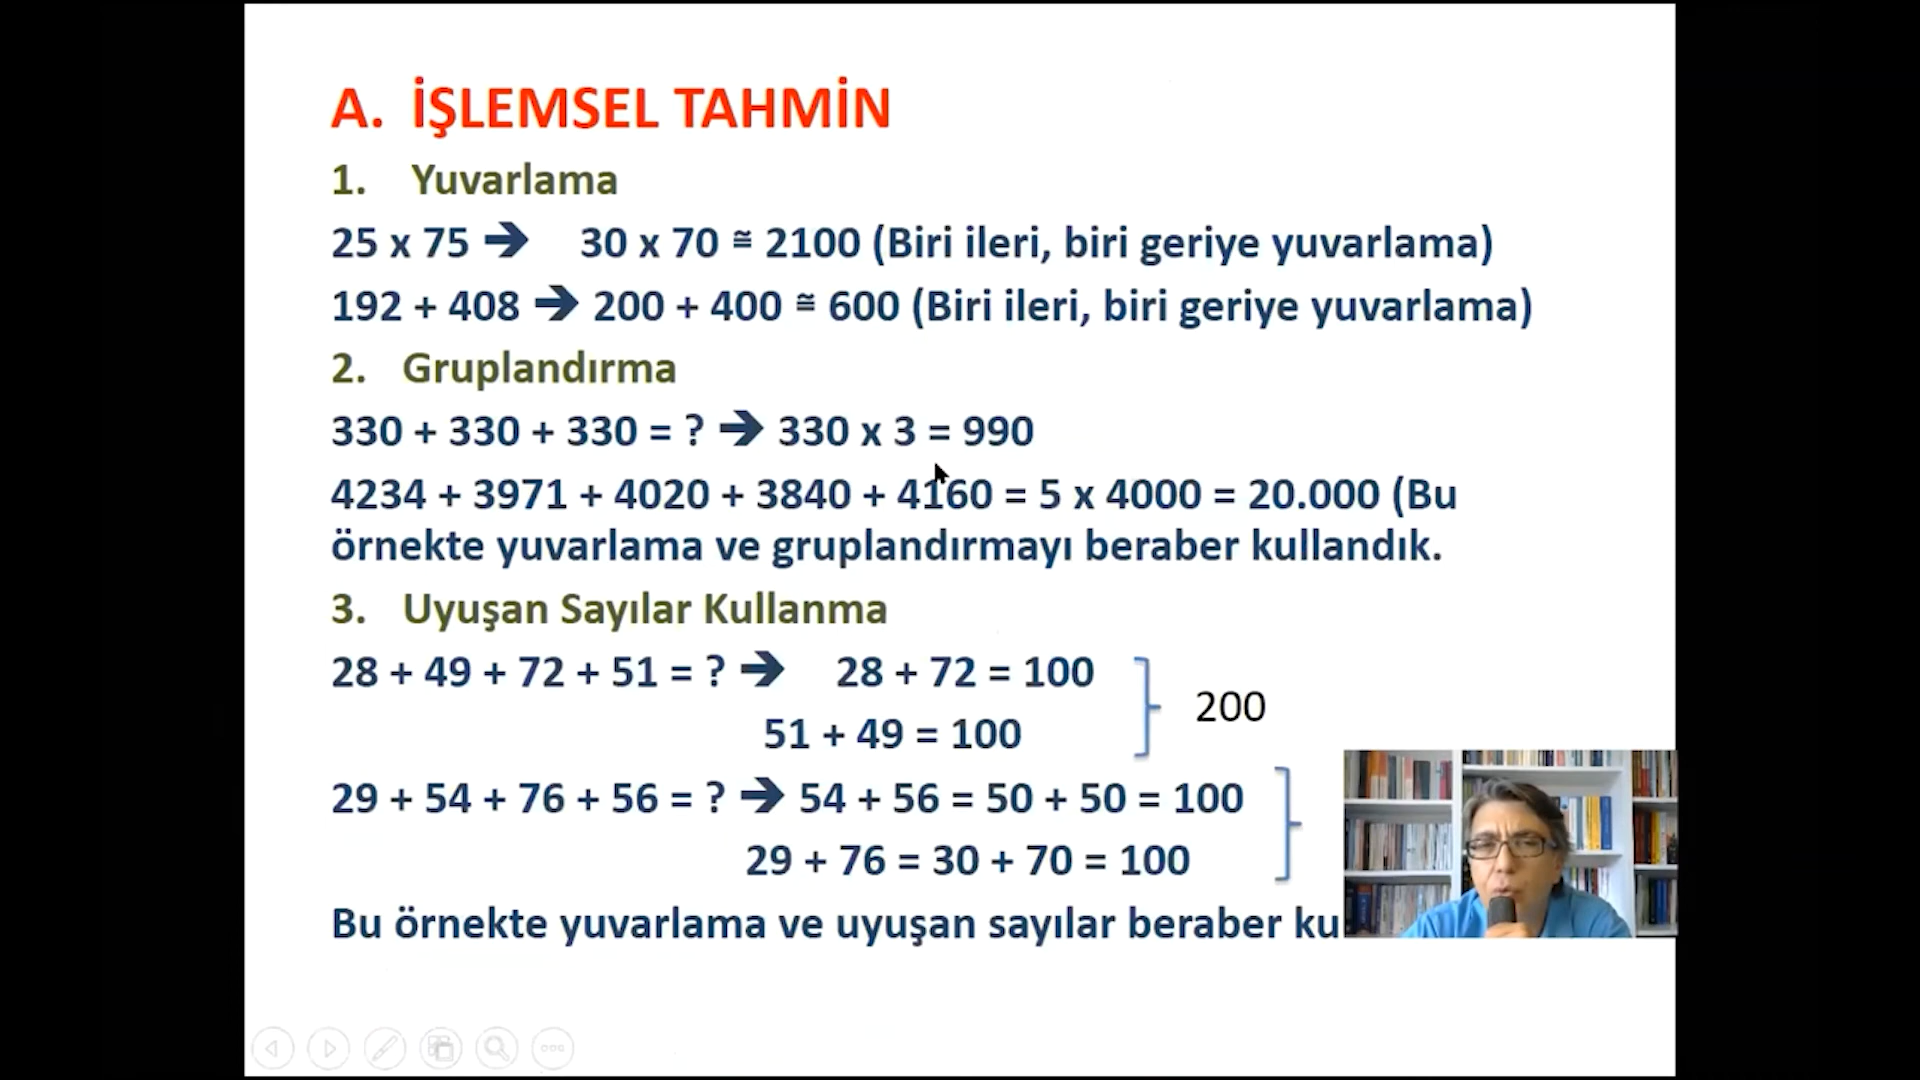 A. İŞLEMSEL TAHMİN
1. Yuvarlama
25 x 75 → 30 x 70 ≅ 2100 (Biri ileri, biri geriye yuvarlama)
192 + 408 → 200 + 400 ≅ 600 (Biri ileri, biri geriye yuvarlama)
2. Gruplandırma
330 + 330 + 330 = ? → 330 x 3 = 990
4234 + 3971 + 4020 + 3840 + 4160 = 5 x 4000 = 20.000 (Bu
örnekte yuvarlama ve gruplandırmayı beraber kullandık.
3. Uyuşan Sayılar Kullanma
28 + 49 + 72 + 51 = ? → 28 + 72 = 100
51 + 49 = 100
200
29 + 54 + 76 + 56 = ? → 54 + 56 = 50 + 50 = 100
29 + 76 = 30 + 70 = 100
Bu örnekte yuvarlama ve uyuşan sayılar beraber ku